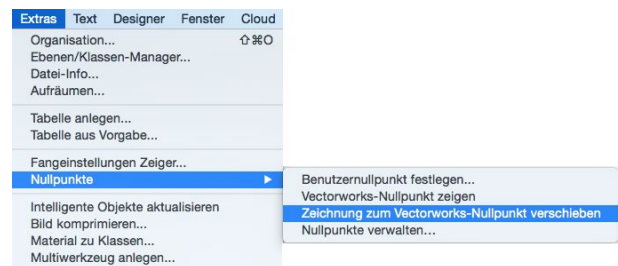 Extras Text Designer Fenster Cloud
Organisation... ⇧⌘O
Ebenen/Klassen-Manager...
Datei-Info...
Aufräumen...
Tabelle anlegen...
Tabelle aus Vorgabe...
Fangeinstellungen Zeiger...
Nullpunkte ▶
Benutzernullpunkt festlegen...
Vectorworks-Nullpunkt zeigen
Zeichnung zum Vectorworks-Nullpunkt verschieben
Nullpunkte verwalten...
Intelligente Objekte aktualisieren
Bild komprimieren...
Material zu Klassen...
Multiwerkzeug anlegen...